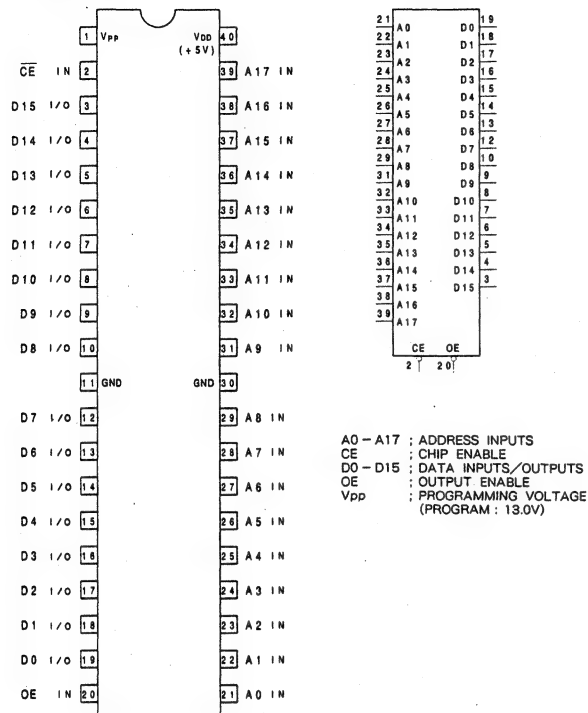 1 VPP VDD 40
(+5V)
CE IN 2 39 A17 IN
D15 I/O 3 38 A16 IN
D14 I/O 4 37 A15 IN
D13 I/O 5 36 A14 IN
D12 I/O 6 35 A13 IN
D11 I/O 7 34 A12 IN
D10 I/O 8 33 A11 IN
D9 I/O 9 32 A10 IN
D8 I/O 10 31 A9 IN
11 GND GND 30
D7 I/O 12 29 A8 IN
D6 I/O 13 28 A7 IN
D5 I/O 14 27 A6 IN
D4 I/O 15 26 A5 IN
D3 I/O 16 25 A4 IN
D2 I/O 17 24 A3 IN
D1 I/O 18 23 A2 IN
D0 I/O 19 22 A1 IN
OE IN 20 21 A0 IN
21 A0 D0 19
22 A1 D1 18
23 A2 D2 17
24 A3 D3 16
25 A4 D4 15
26 A5 D5 14
27 A6 D6 13
28 A7 D7 12
29 A8 D8 10
31 A9 D9 9
32 A10 D10 8
33 A11 D11 7
34 A12 D12 6
35 A13 D13 5
36 A14 D14 4
37 A15 D15 3
38 A16
39 A17
CE OE
2 20
A0 - A17 ; ADDRESS INPUTS
CE ; CHIP ENABLE
D0 - D15 ; DATA INPUTS/OUTPUTS
OE ; OUTPUT ENABLE
VPP ; PROGRAMMING VOLTAGE
(PROGRAM : 13.0V)